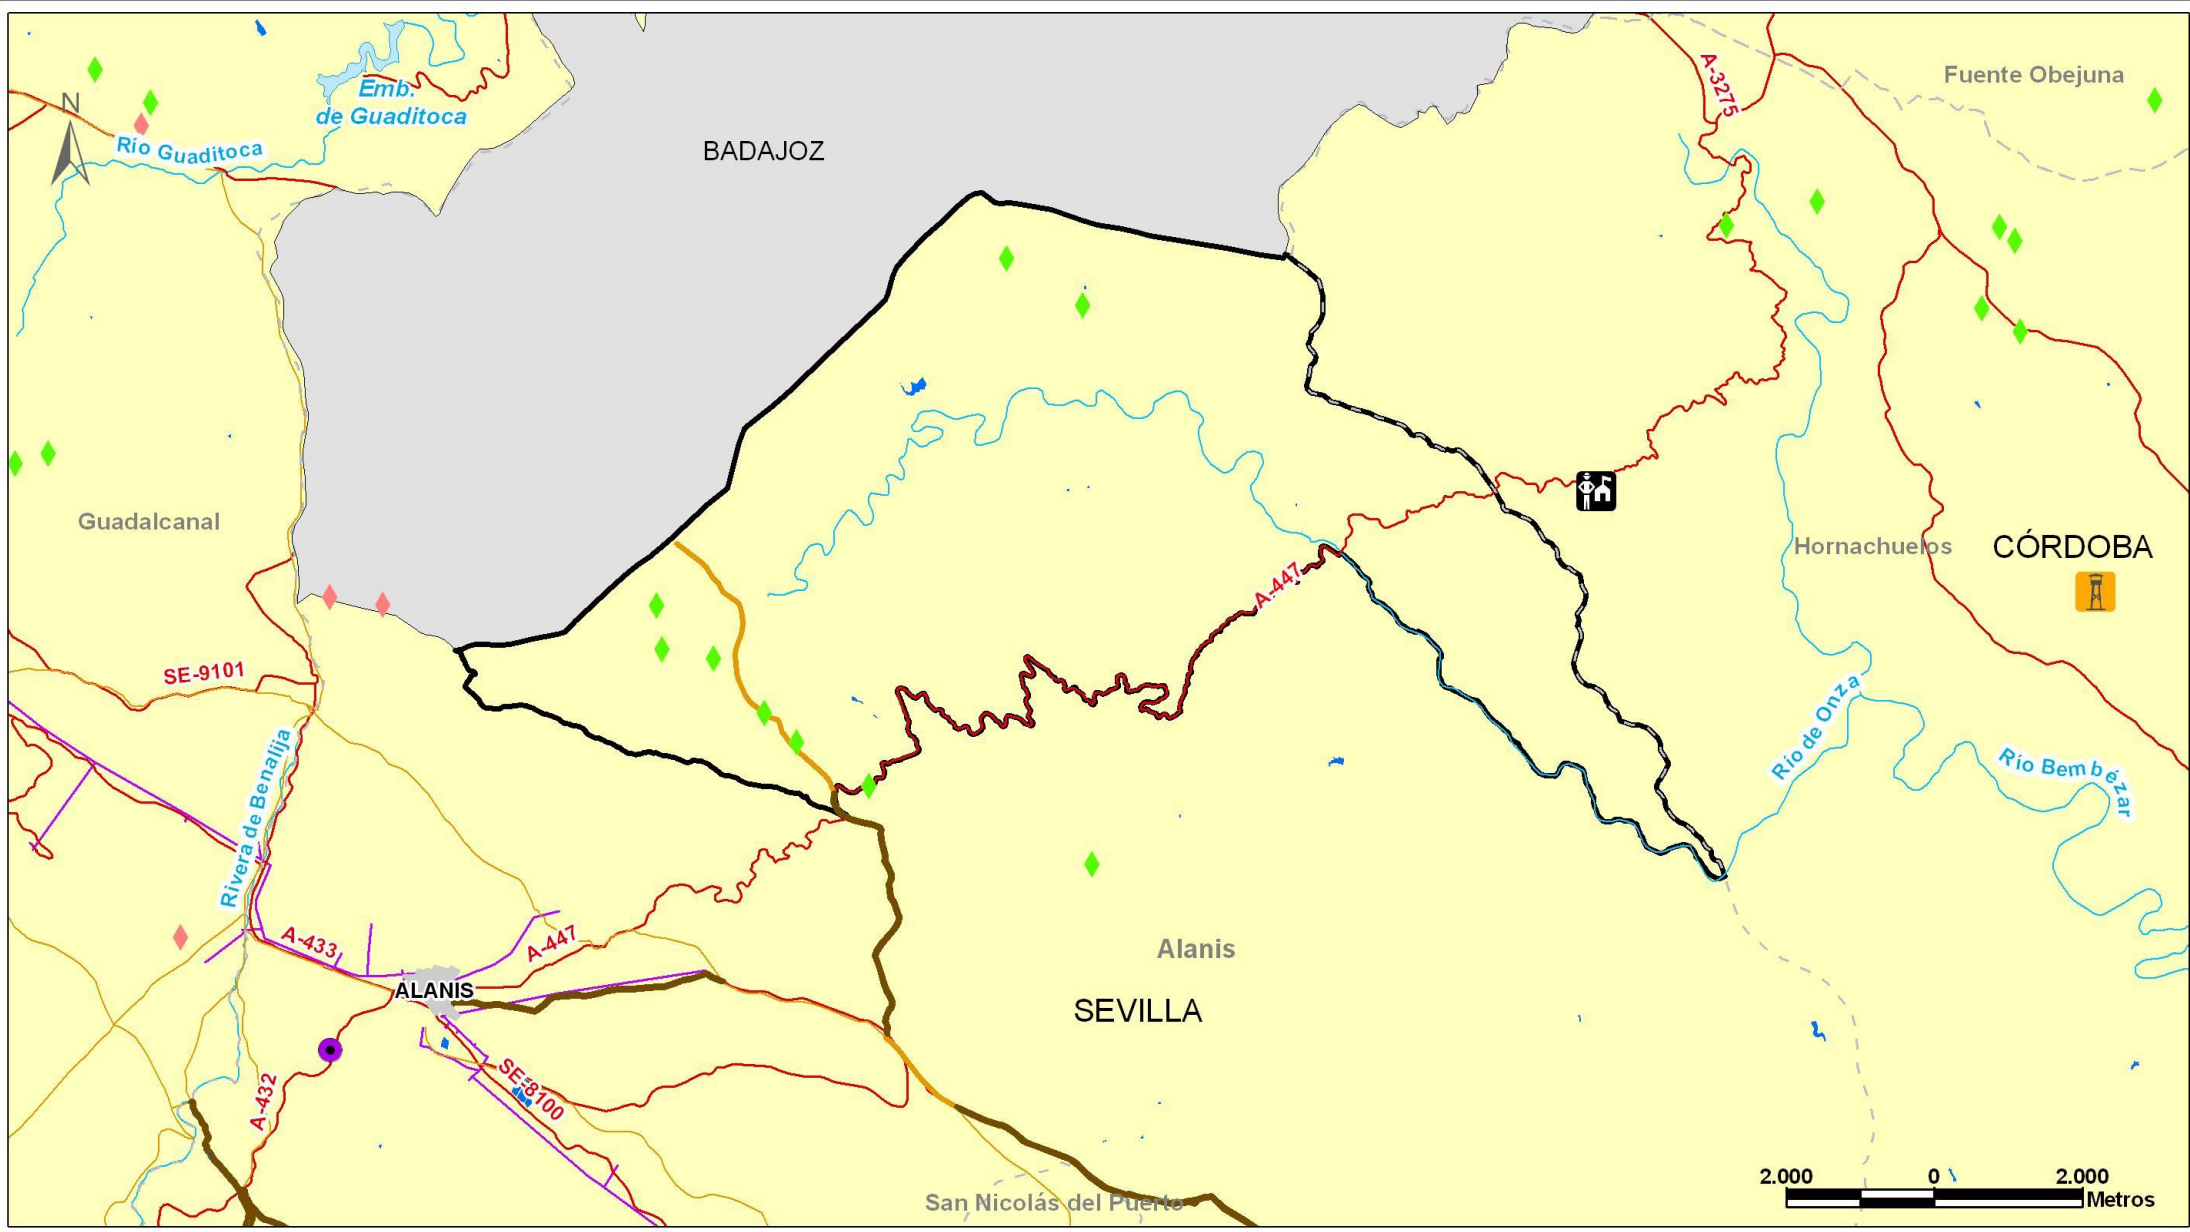 Fuente Obejuna
A-3275
N
Emb.
de Guaditoca
Río Guaditoca
BADAJOZ
Guadalcanal
Hornachuelos
CÓRDOBA
A-447
SE-9101
Río de Onza
Río Bembézar
Rivera de Benalija
A-433
A-447
Alanis
ALANIS
SEVILLA
A-432
SE-8100
San Nicolás del Puerto
2.000 0 2.000
Metros